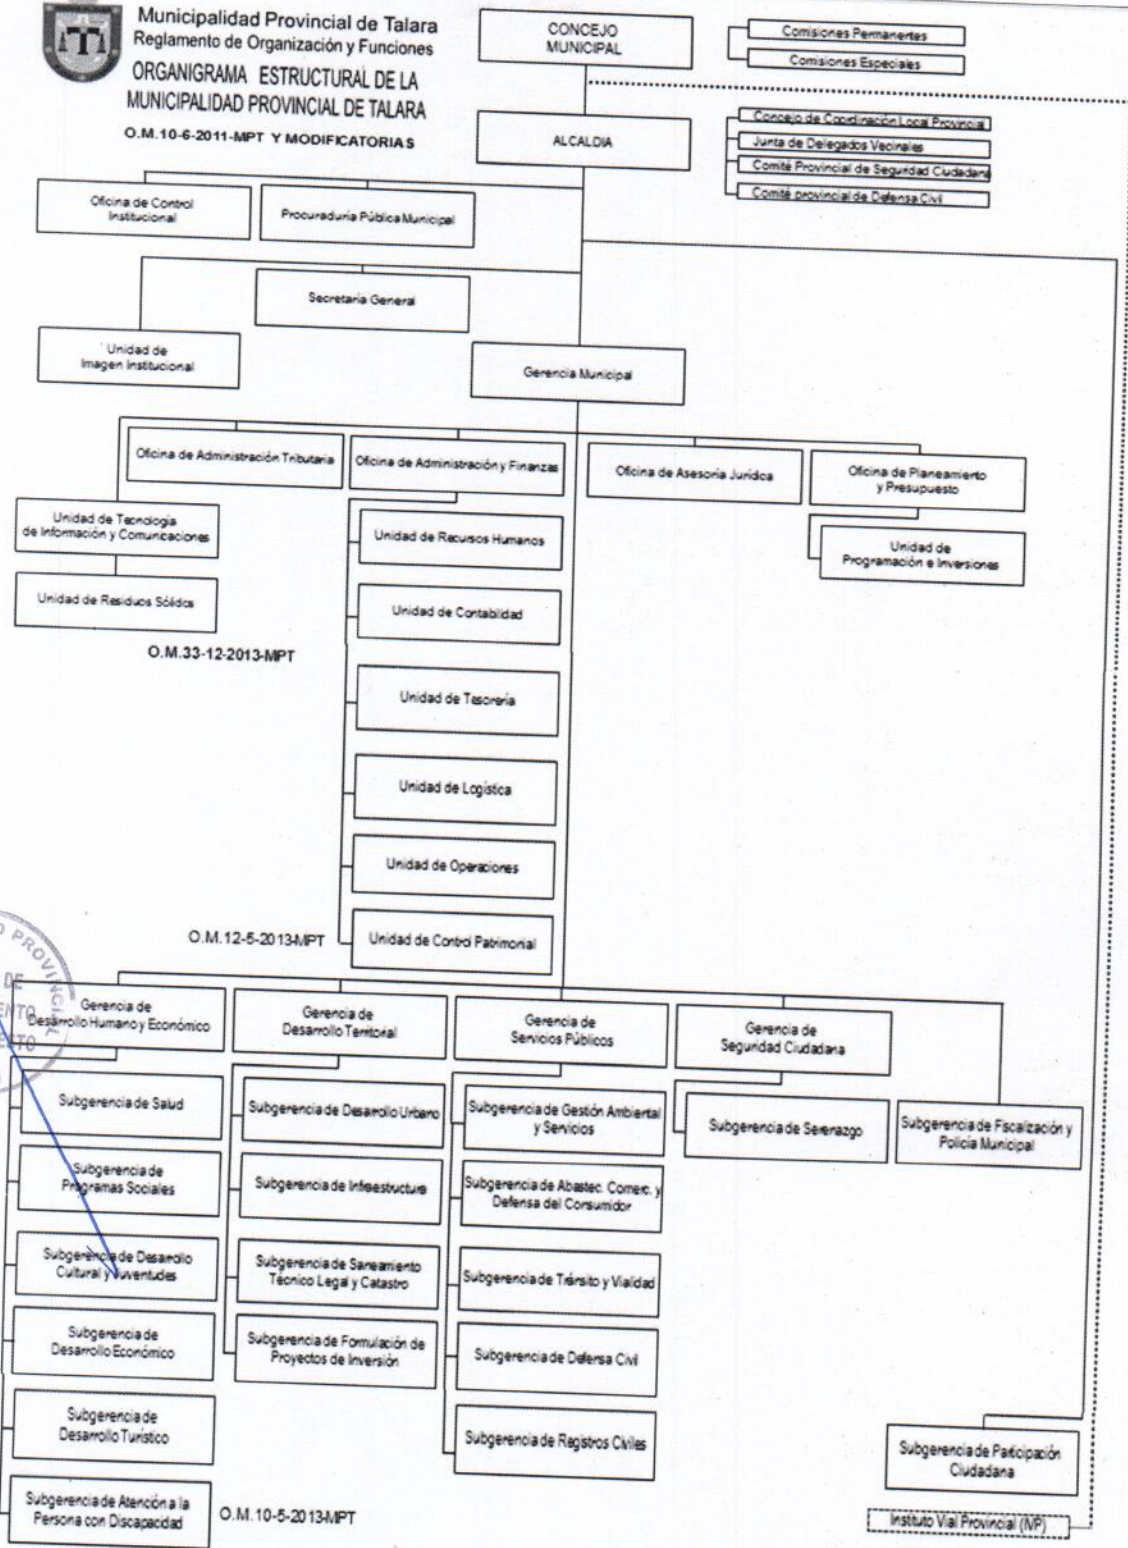 Municipalidad Provincial de Talara
Reglamento de Organización y Funciones
ORGANIGRAMA ESTRUCTURAL DE LA
MUNICIPALIDAD PROVINCIAL DE TALARA
O.M.10-6-2011-MPT Y MODIFICATORIAS
CONCEJO
MUNICIPAL
Comisiones Permanentes
Comisiones Especiales
ALCALDIA
Concejo de Coordinación Local Provincial
Junta de Delegados Vecinales
Comité Provincial de Seguridad Ciudadana
Comité provincial de Defensa Civil
Oficina de Control
Institucional
Procuraduría Pública Municipal
Secretaría General
Unidad de
Imagen Institucional
Gerencia Municipal
Oficina de Administración Tributaria
Oficina de Administración y Finanzas
Oficina de Asesoría Jurídica
Oficina de Planeamiento
y Presupuesto
Unidad de Tecnología
de Información y Comunicaciones
Unidad de Recursos Humanos
Unidad de
Programación e Inversiones
Unidad de Residuos Sólidos
Unidad de Contabilidad
O.M.33-12-2013-MPT
Unidad de Tesorería
Unidad de Logística
Unidad de Operaciones
O.M.12-5-2013-MPT
Unidad de Control Patrimonial
PROVINCIAL
DE
Gerencia de
Desarrollo Humano y Económico
Gerencia de
Desarrollo Territorial
Gerencia de
Servicios Públicos
Gerencia de
Seguridad Ciudadana
Subgerencia de Salud
Subgerencia de Desarrollo Urbano
Subgerencia de Gestión Ambiental
y Servicios
Subgerencia de Serenazgo
Subgerencia de Fiscalización y
Policía Municipal
Subgerencia de
Programas Sociales
Subgerencia de Infraestructura
Subgerencia de Abastec. Comerc. y
Defensa del Consumidor
Subgerencia de Desarrollo
Cultural y Juventudes
Subgerencia de Saneamiento
Técnico Legal y Catastro
Subgerencia de Tránsito y Vialidad
Subgerencia de
Desarrollo Económico
Subgerencia de Formulación de
Proyectos de Inversión
Subgerencia de Defensa Civil
Subgerencia de
Desarrollo Turístico
Subgerencia de Registros Civiles
Subgerencia de Participación
Ciudadana
Subgerencia de Atención a la
Persona con Discapacidad
O.M.10-5-2013-MPT
Instituto Vial Provincial (IVP)